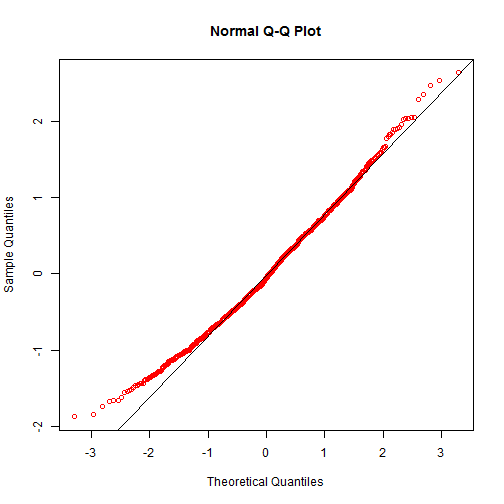 Normal Q-Q Plot
Sample Quantiles
2
1
0
-1
-2
-3 -2 -1 0 1 2 3
Theoretical Quantiles